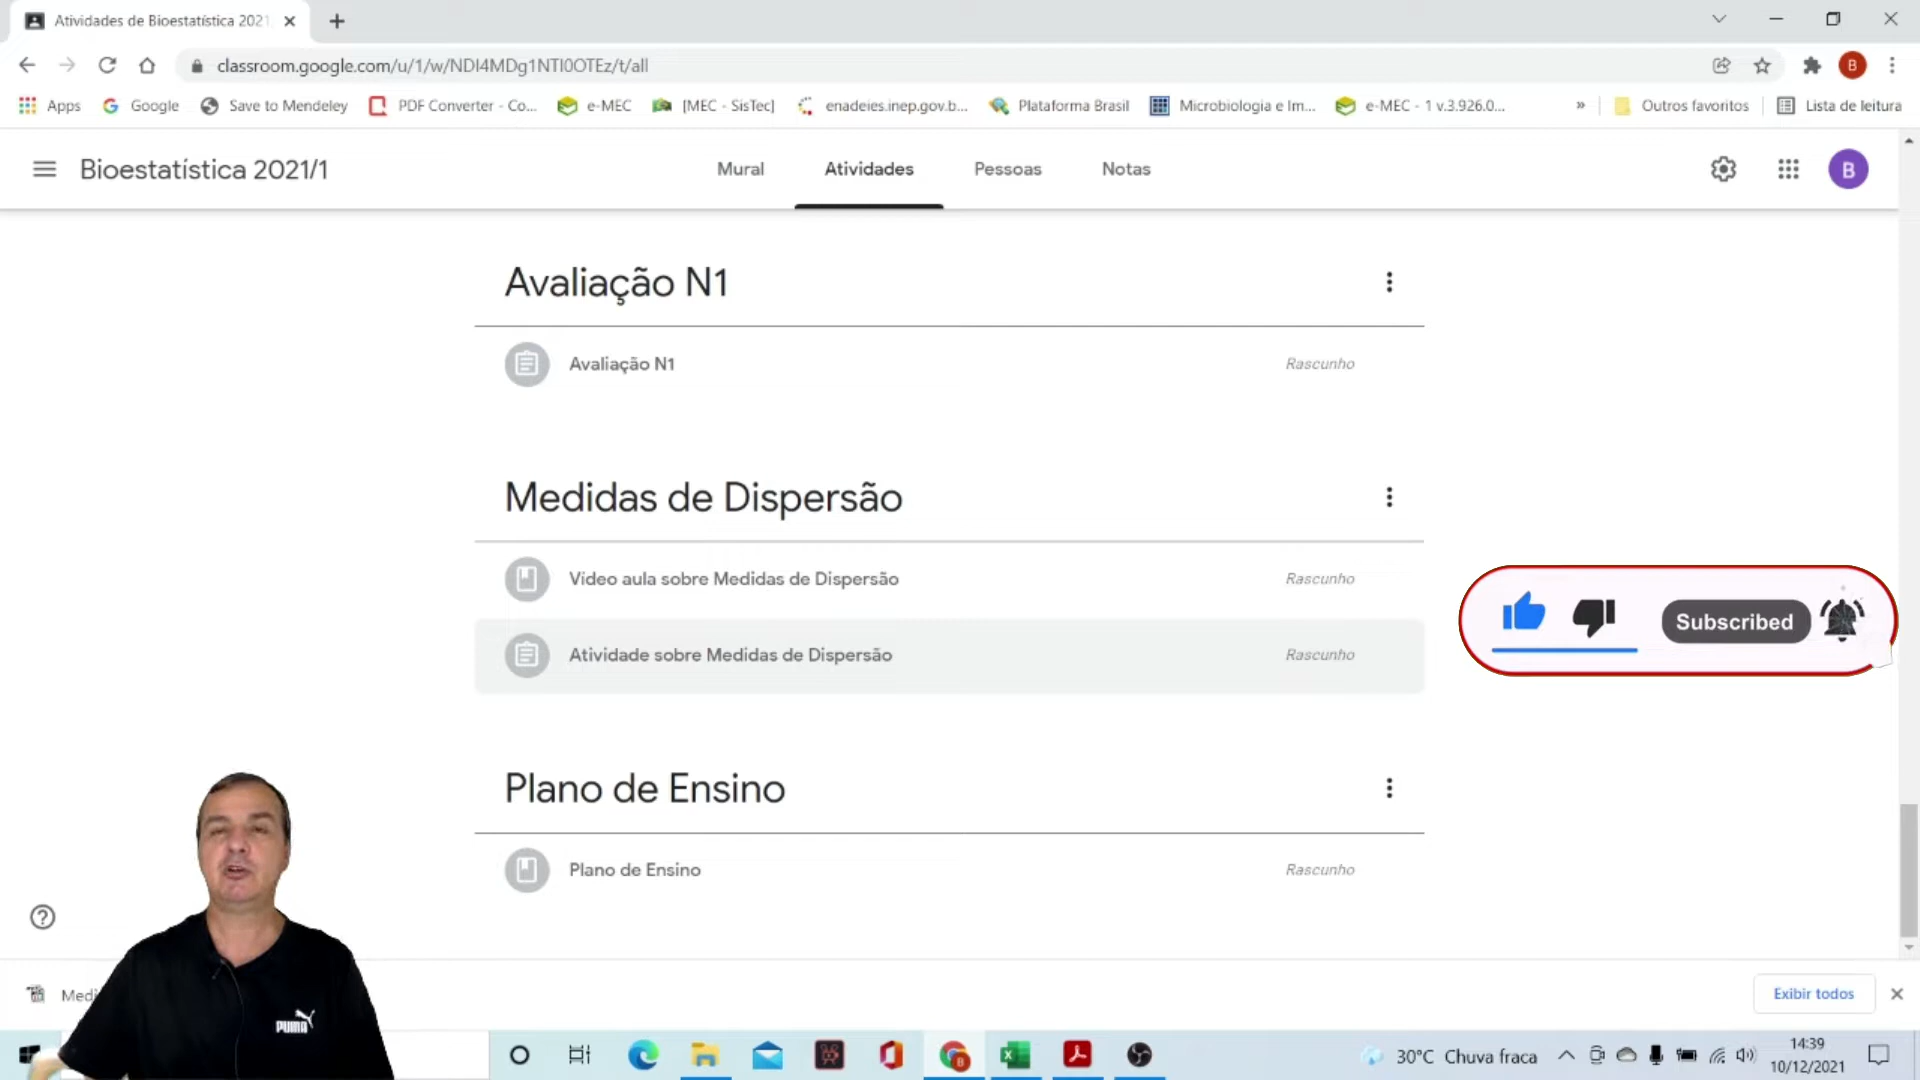 Atividades de Bioestatística 2021
classroom.google.com/u/1/w/NDI4MDg1NTI0OTEz/t/all
B
Apps
Google
Save to Mendeley
PDF Converter - Co...
e-MEC
[MEC - SisTec]
enadeies.inep.gov.b...
Plataforma Brasil
Microbiologia e Im...
e-MEC - 1 v.3.926.0...
»
Outros favoritos
Lista de leitura
Bioestatística 2021/1
Mural
Atividades
Pessoas
Notas
B
Avaliação N1
Avaliação N1
Rascunho
Medidas de Dispersão
Vídeo aula sobre Medidas de Dispersão
Rascunho
Atividade sobre Medidas de Dispersão
Rascunho
Subscribed
Plano de Ensino
Plano de Ensino
Rascunho
Medi
Exibir todos
PUMA
30°C Chuva fraca
14:39
10/12/2021